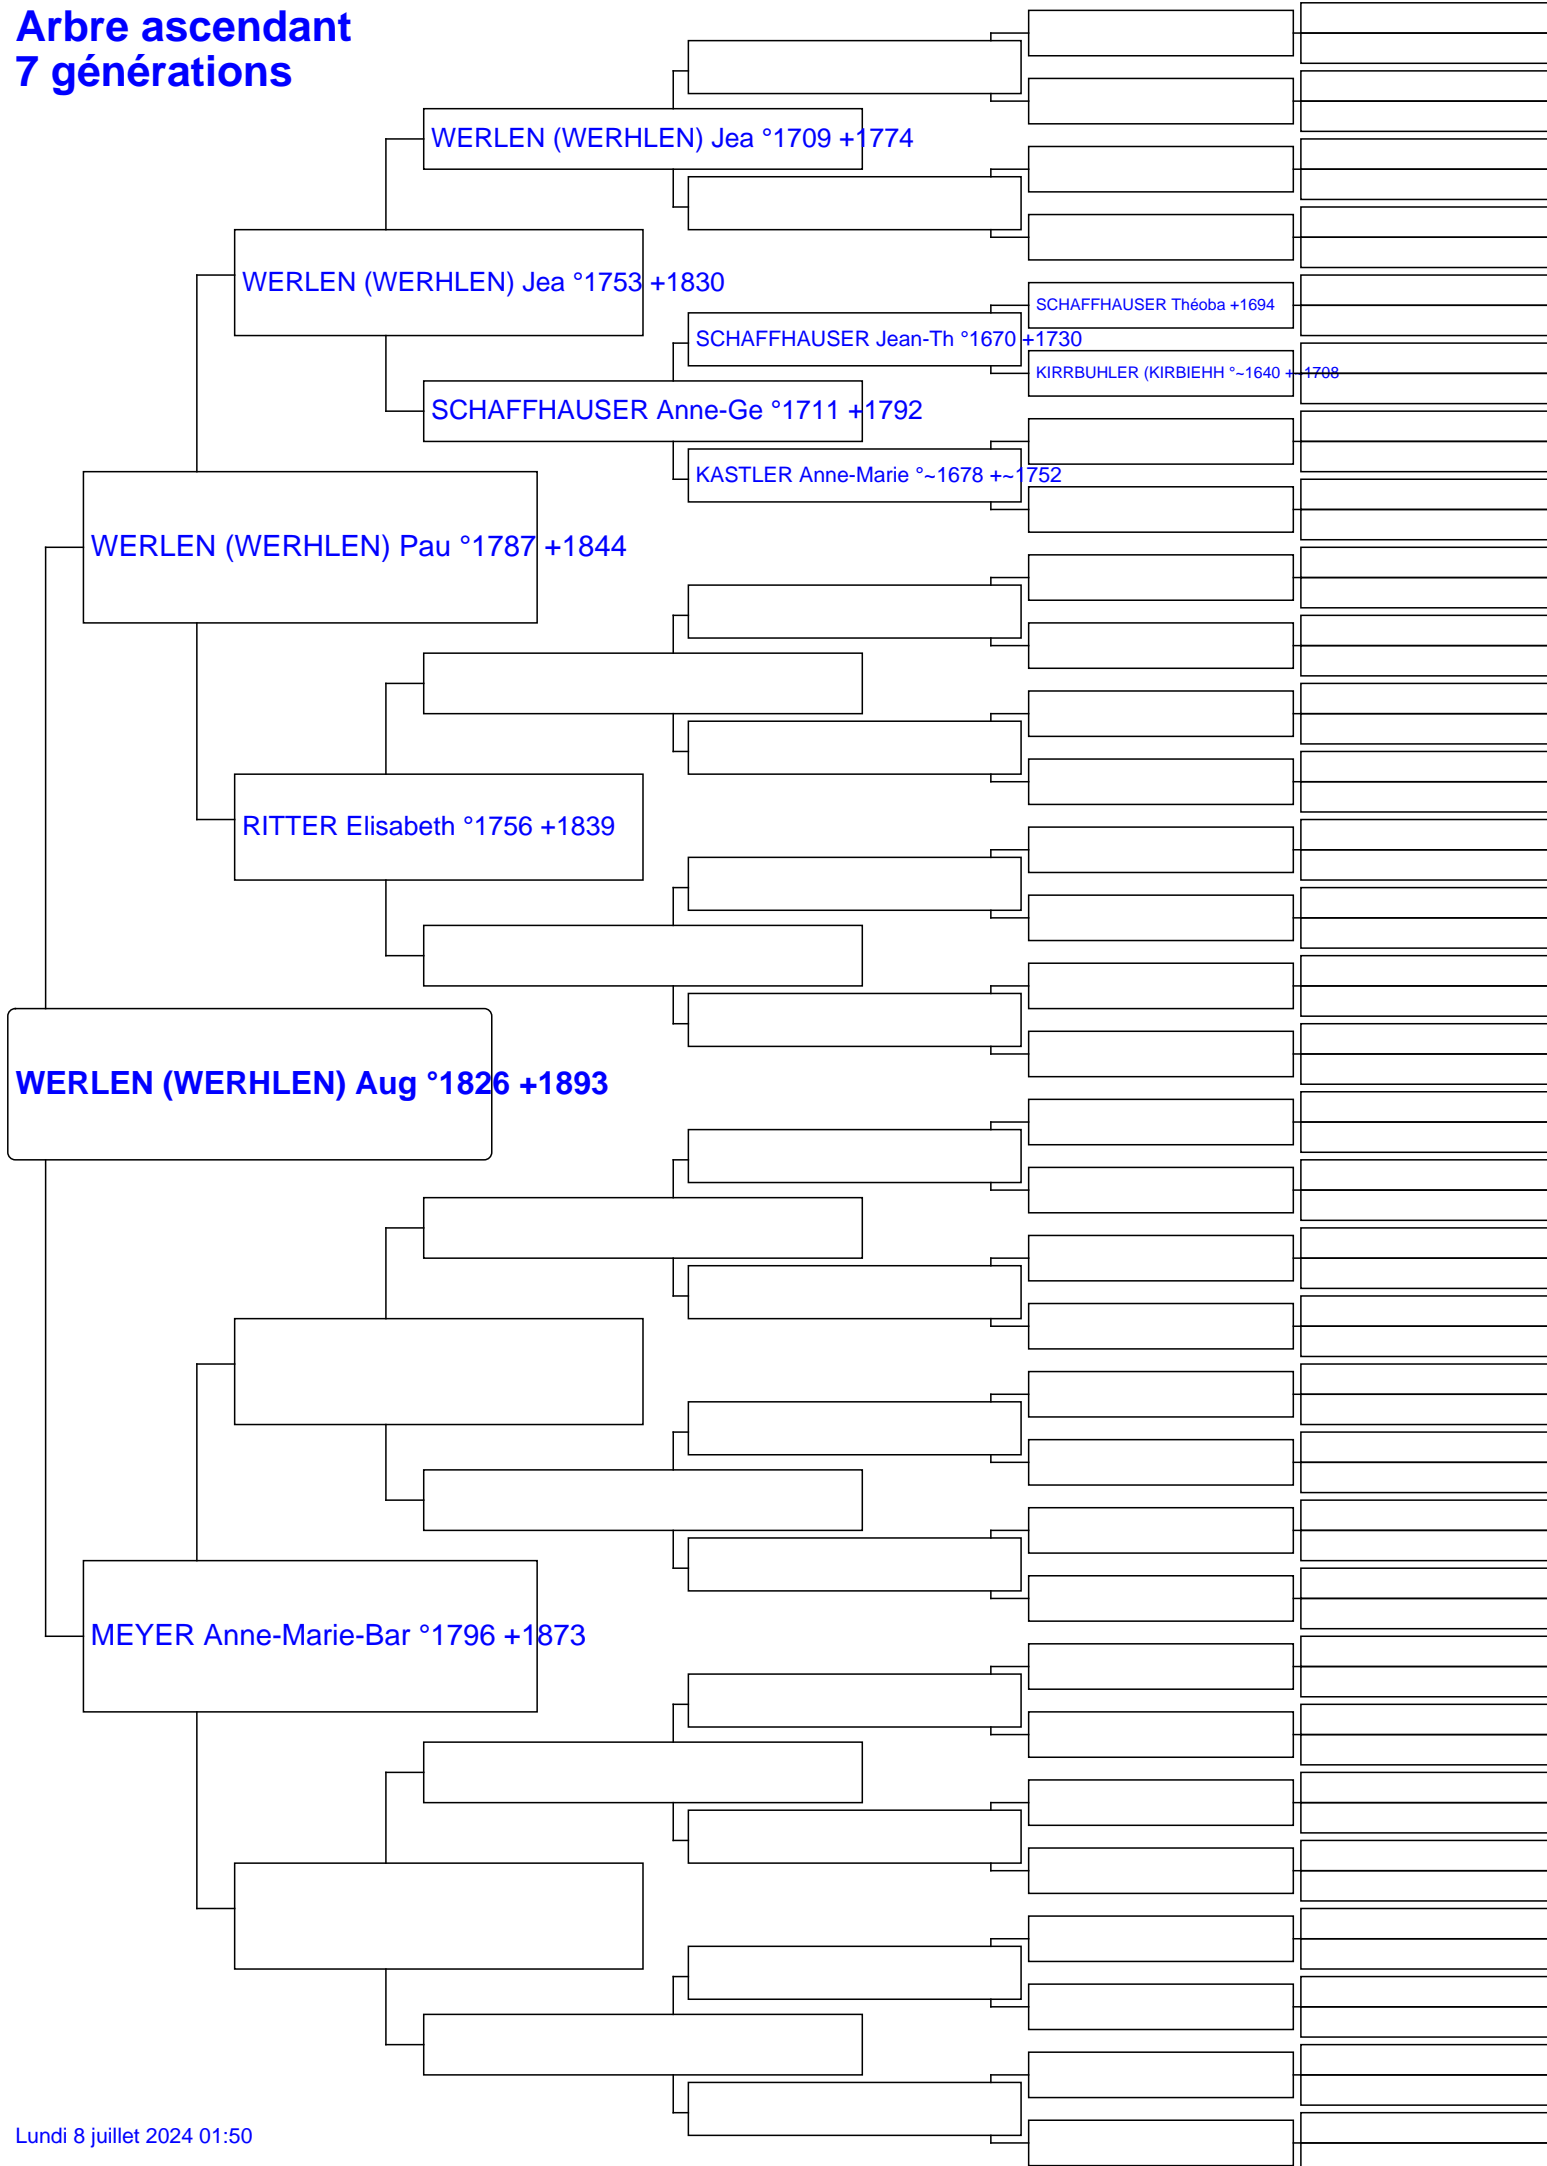 Arbre ascendant
7 générations
WERLEN (WERHLEN) Jea °1709 +1774
WERLEN (WERHLEN) Jea °1753 +1830
SCHAFFHAUSER Théoba +1694
SCHAFFHAUSER Jean-Th °1670 +1730
KIRRBUHLER (KIRBIEHH °~1640 +~1708
SCHAFFHAUSER Anne-Ge °1711 +1792
KASTLER Anne-Marie °~1678 +~1752
WERLEN (WERHLEN) Pau °1787 +1844
RITTER Elisabeth °1756 +1839
WERLEN (WERHLEN) Aug °1826 +1893
MEYER Anne-Marie-Bar °1796 +1873
Lundi 8 juillet 2024 01:50